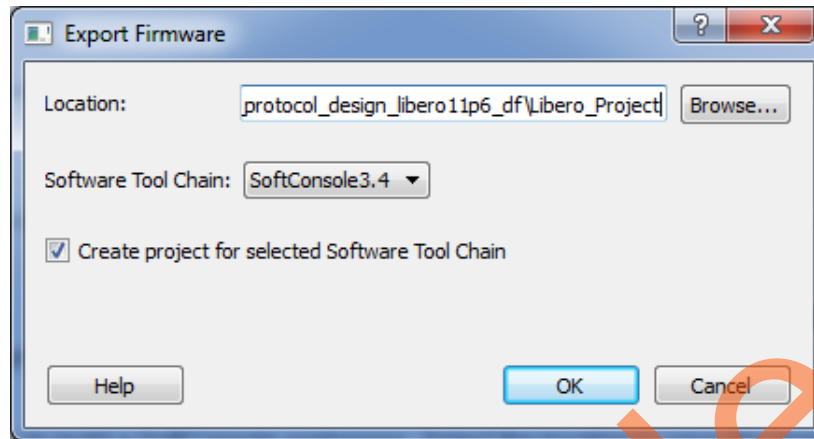 Export Firmware
Location: protocol_design_libero11p6_df\Libero_Project Browse...
Software Tool Chain: SoftConsole3.4
Create project for selected Software Tool Chain
Help OK Cancel